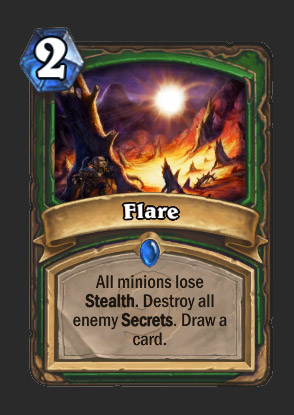 2
Flare
All minions lose
Stealth. Destroy all
enemy Secrets. Draw a
card.